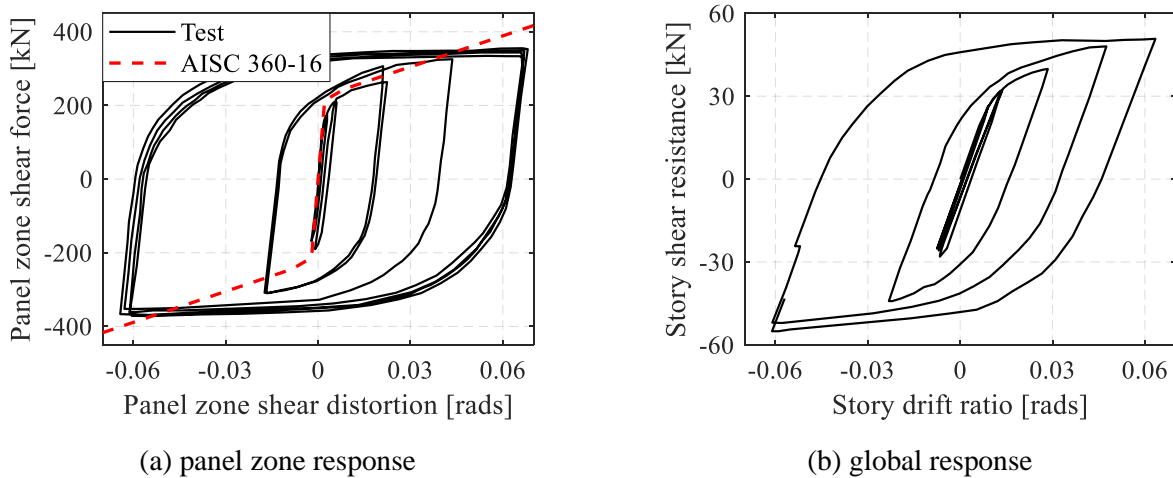 Panel zone shear force [kN]
400
200
0
-200
-400
Test
AISC 360-16
-0.06
-0.03
0
0.03
0.06
Panel zone shear distortion [rads]
(a) panel zone response
Story shear resistance [kN]
60
30
0
-30
-60
-0.06
-0.03
0
0.03
0.06
Story drift ratio [rads]
(b) global response